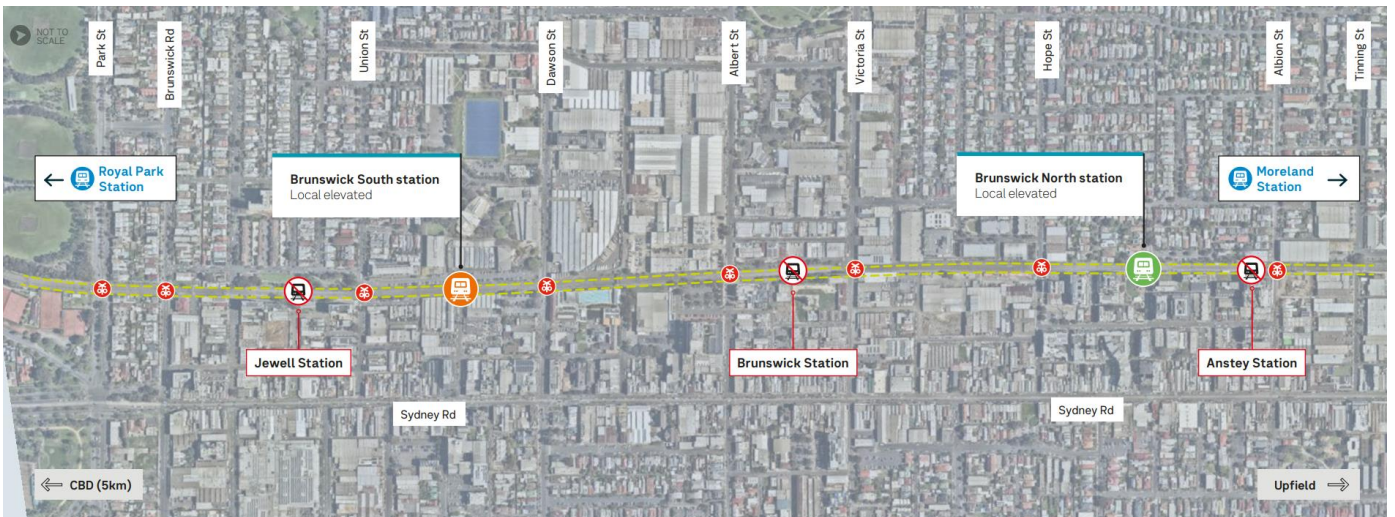 NOT TO
SCALE
Park St
Brunswick Rd
Union St
Dawson St
Albert St
Victoria St
Hope St
Albion St
Tinning St
Royal Park
Station
Brunswick South station
Local elevated
Brunswick North station
Local elevated
Moreland
Station
Jewell Station
Brunswick Station
Anstey Station
Sydney Rd
Sydney Rd
CBD (5km)
Upfield